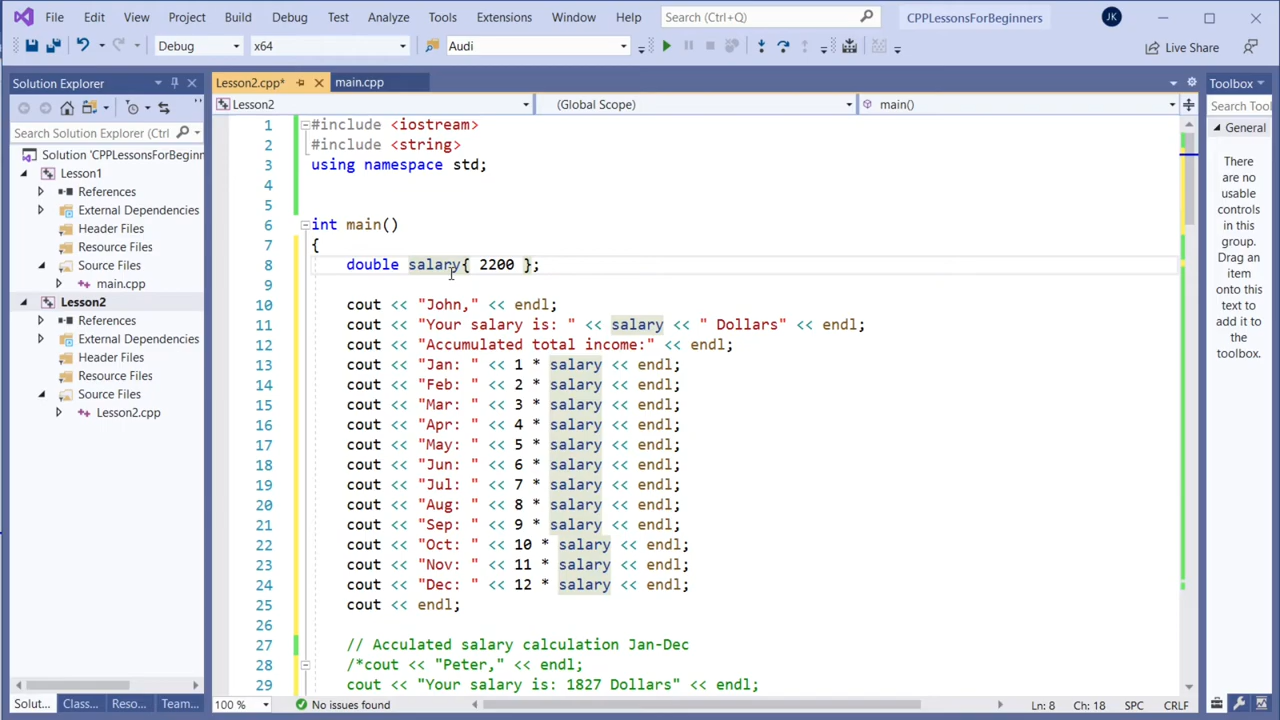 File Edit View Project Build Debug Test Analyze Tools Extensions Window Help Search (Ctrl+Q) CPPLessonsForBeginners JK
Debug x64 Audi Live Share
Solution Explorer Lesson2.cpp* main.cpp Toolbox
Lesson2 (Global Scope) main()
Search Solution Explorer (Ctrl+ Search Tool
Solution 'CPPLessonsForBeginn
Lesson1
References
External Dependencies
Header Files
Resource Files
Source Files
main.cpp
Lesson2
References
External Dependencies
Header Files
Resource Files
Source Files
Lesson2.cpp
Solut... Class... Reso... Team...
1 #include <iostream>
2 #include <string>
3 using namespace std;
4
5
6 int main()
7 {
8 double salary{ 2200 };
9
10 cout << "John," << endl;
11 cout << "Your salary is: " << salary << " Dollars" << endl;
12 cout << "Accumulated total income:" << endl;
13 cout << "Jan: " << 1 * salary << endl;
14 cout << "Feb: " << 2 * salary << endl;
15 cout << "Mar: " << 3 * salary << endl;
16 cout << "Apr: " << 4 * salary << endl;
17 cout << "May: " << 5 * salary << endl;
18 cout << "Jun: " << 6 * salary << endl;
19 cout << "Jul: " << 7 * salary << endl;
20 cout << "Aug: " << 8 * salary << endl;
21 cout << "Sep: " << 9 * salary << endl;
22 cout << "Oct: " << 10 * salary << endl;
23 cout << "Nov: " << 11 * salary << endl;
24 cout << "Dec: " << 12 * salary << endl;
25 cout << endl;
26
27 // Acculated salary calculation Jan-Dec
28 /*cout << "Peter," << endl;
29 cout << "Your salary is: 1827 Dollars" << endl;
100 % No issues found Ln: 8 Ch: 18 SPC CRLF
General
There
are no
usable
controls
in this
group.
Drag an
item
onto this
text to
add it to
the
toolbox.